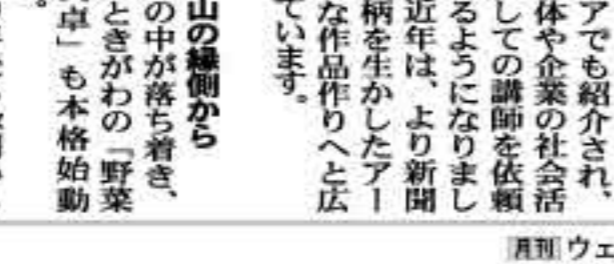 アでも紹介され、
体や企業の社会活
しての講師を依頼
るようになりまし
近年は、より新聞
柄を生かしたアー
な作品作りへと広
ています。
山の縁側から
の中が落ち着き、
ときがわの「野菜
卓」も本格始動
。
月刊 ウェ